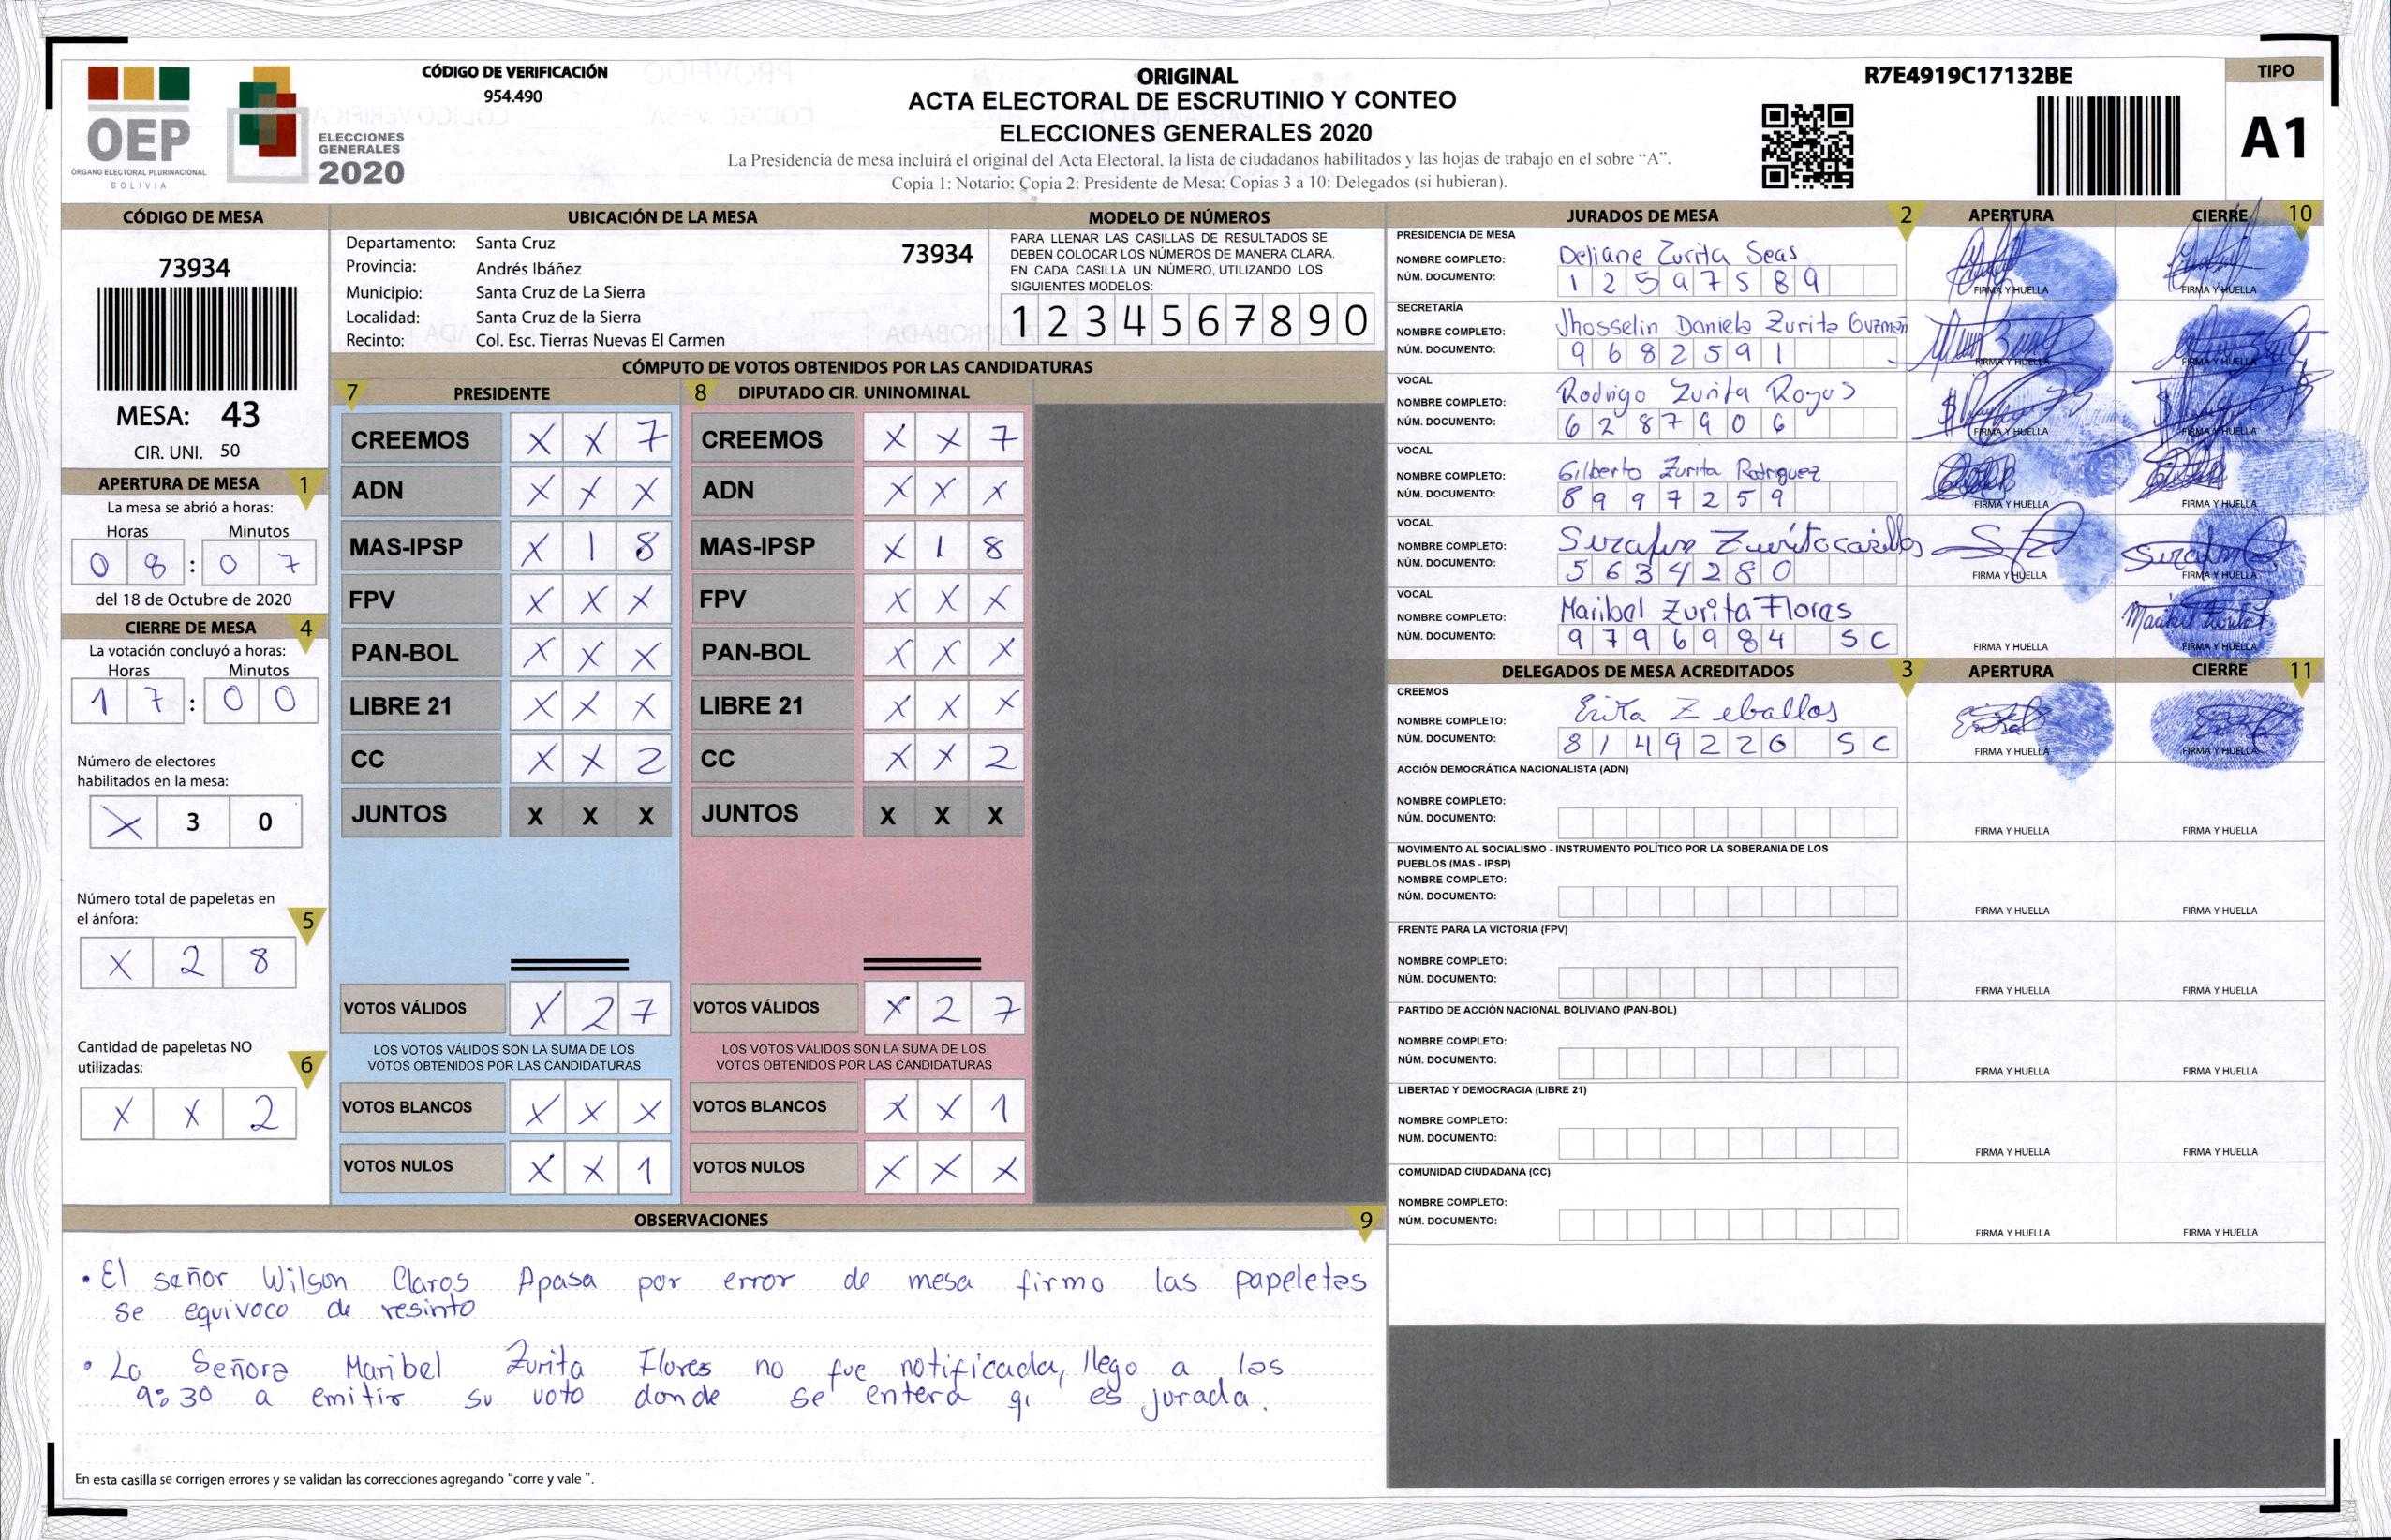 OEP
ÓRGANO ELECTORAL PLURINACIONAL
BOLIVIA
ELECCIONES
GENERALES
2020
CÓDIGO DE VERIFICACIÓN
954.490
ORIGINAL
ACTA ELECTORAL DE ESCRUTINIO Y CONTEO
ELECCIONES GENERALES 2020
La Presidencia de mesa incluirá el original del Acta Electoral, la lista de ciudadanos habilitados y las hojas de trabajo en el sobre “A”.
Copia 1: Notario; Copia 2: Presidente de Mesa; Copias 3 a 10: Delegados (si hubieran).
R7E4919C17132BE
TIPO
A1
CÓDIGO DE MESA
73934
MESA: 43
CIR. UNI. 50
APERTURA DE MESA 1
La mesa se abrió a horas:
Horas Minutos
0 8 : 0 7
del 18 de Octubre de 2020
CIERRE DE MESA 4
La votación concluyó a horas:
Horas Minutos
1 7 : 0 0
Número de electores
habilitados en la mesa:
X 3 0
Número total de papeletas en
el ánfora: 5
X 2 8
Cantidad de papeletas NO
utilizadas: 6
X X 2
UBICACIÓN DE LA MESA
Departamento: Santa Cruz 73934
Provincia: Andrés Ibáñez
Municipio: Santa Cruz de La Sierra
Localidad: Santa Cruz de la Sierra
Recinto: Col. Esc. Tierras Nuevas El Carmen
MODELO DE NÚMEROS
PARA LLENAR LAS CASILLAS DE RESULTADOS SE
DEBEN COLOCAR LOS NÚMEROS DE MANERA CLARA.
EN CADA CASILLA UN NÚMERO, UTILIZANDO LOS
SIGUIENTES MODELOS:
1 2 3 4 5 6 7 8 9 0
CÓMPUTO DE VOTOS OBTENIDOS POR LAS CANDIDATURAS
7 PRESIDENTE 8 DIPUTADO CIR. UNINOMINAL
CREEMOS X X 7 CREEMOS X X 7
ADN X X X ADN X X X
MAS-IPSP X 1 8 MAS-IPSP X 1 8
FPV X X X FPV X X X
PAN-BOL X X X PAN-BOL X X X
LIBRE 21 X X X LIBRE 21 X X X
CC X X 2 CC X X 2
JUNTOS X X X JUNTOS X X X
VOTOS VÁLIDOS X 2 7 VOTOS VÁLIDOS X 2 7
LOS VOTOS VÁLIDOS SON LA SUMA DE LOS LOS VOTOS VÁLIDOS SON LA SUMA DE LOS
VOTOS OBTENIDOS POR LAS CANDIDATURAS VOTOS OBTENIDOS POR LAS CANDIDATURAS
VOTOS BLANCOS X X X VOTOS BLANCOS X X 1
VOTOS NULOS X X 1 VOTOS NULOS X X X
OBSERVACIONES 9
• El señor Wilson Claros Apasa por error de mesa firmo las papeletas
se equivoco de resinto
• La Señora Maribel Zurita Flores no fue notificada, llego a las
9:30 a emitir su voto donde se entera q' es jurada.
En esta casilla se corrigen errores y se validan las correcciones agregando “corre y vale”.
JURADOS DE MESA 2 APERTURA CIERRE 10
PRESIDENCIA DE MESA
NOMBRE COMPLETO: Deliane Zurita Seas
NÚM. DOCUMENTO: 1 2 5 9 7 5 8 9 FIRMA Y HUELLA FIRMA Y HUELLA
SECRETARÍA
NOMBRE COMPLETO: Jhosselin Daniela Zurita Guzmán
NÚM. DOCUMENTO: 9 6 8 2 5 9 1 FIRMA Y HUELLA FIRMA Y HUELLA
VOCAL
NOMBRE COMPLETO: Rodrigo Zurita Royas
NÚM. DOCUMENTO: 6 2 8 7 9 0 6 FIRMA Y HUELLA FIRMA Y HUELLA
VOCAL
NOMBRE COMPLETO: Gilberto Zurita Rodriguez
NÚM. DOCUMENTO: 8 9 9 7 2 5 9 FIRMA Y HUELLA FIRMA Y HUELLA
VOCAL
NOMBRE COMPLETO:
NÚM. DOCUMENTO: 5 6 3 4 2 8 0 FIRMA Y HUELLA FIRMA Y HUELLA
VOCAL
NOMBRE COMPLETO: Maribel Zurita Flores
NÚM. DOCUMENTO: 9 7 9 6 9 8 4 S C FIRMA Y HUELLA FIRMA Y HUELLA
DELEGADOS DE MESA ACREDITADOS 3 APERTURA CIERRE 11
CREEMOS
NOMBRE COMPLETO: Erika Zeballos
NÚM. DOCUMENTO: 8 1 4 9 2 2 0 S C FIRMA Y HUELLA FIRMA Y HUELLA
ACCIÓN DEMOCRÁTICA NACIONALISTA (ADN)
NOMBRE COMPLETO:
NÚM. DOCUMENTO: FIRMA Y HUELLA FIRMA Y HUELLA
MOVIMIENTO AL SOCIALISMO - INSTRUMENTO POLÍTICO POR LA SOBERANIA DE LOS
PUEBLOS (MAS - IPSP)
NOMBRE COMPLETO:
NÚM. DOCUMENTO: FIRMA Y HUELLA FIRMA Y HUELLA
FRENTE PARA LA VICTORIA (FPV)
NOMBRE COMPLETO:
NÚM. DOCUMENTO: FIRMA Y HUELLA FIRMA Y HUELLA
PARTIDO DE ACCIÓN NACIONAL BOLIVIANO (PAN-BOL)
NOMBRE COMPLETO:
NÚM. DOCUMENTO: FIRMA Y HUELLA FIRMA Y HUELLA
LIBERTAD Y DEMOCRACIA (LIBRE 21)
NOMBRE COMPLETO:
NÚM. DOCUMENTO: FIRMA Y HUELLA FIRMA Y HUELLA
COMUNIDAD CIUDADANA (CC)
NOMBRE COMPLETO:
NÚM. DOCUMENTO: FIRMA Y HUELLA FIRMA Y HUELLA